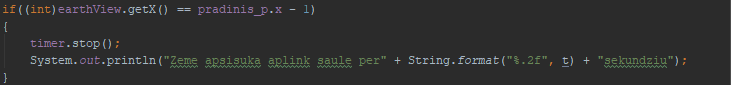 if((int)earthView.getX() == pradinis_p.x - 1)
{
    timer.stop();
    System.out.println("Zeme apsisuka aplink saule per" + String.format("%.2f", t) + "sekundziu");
}